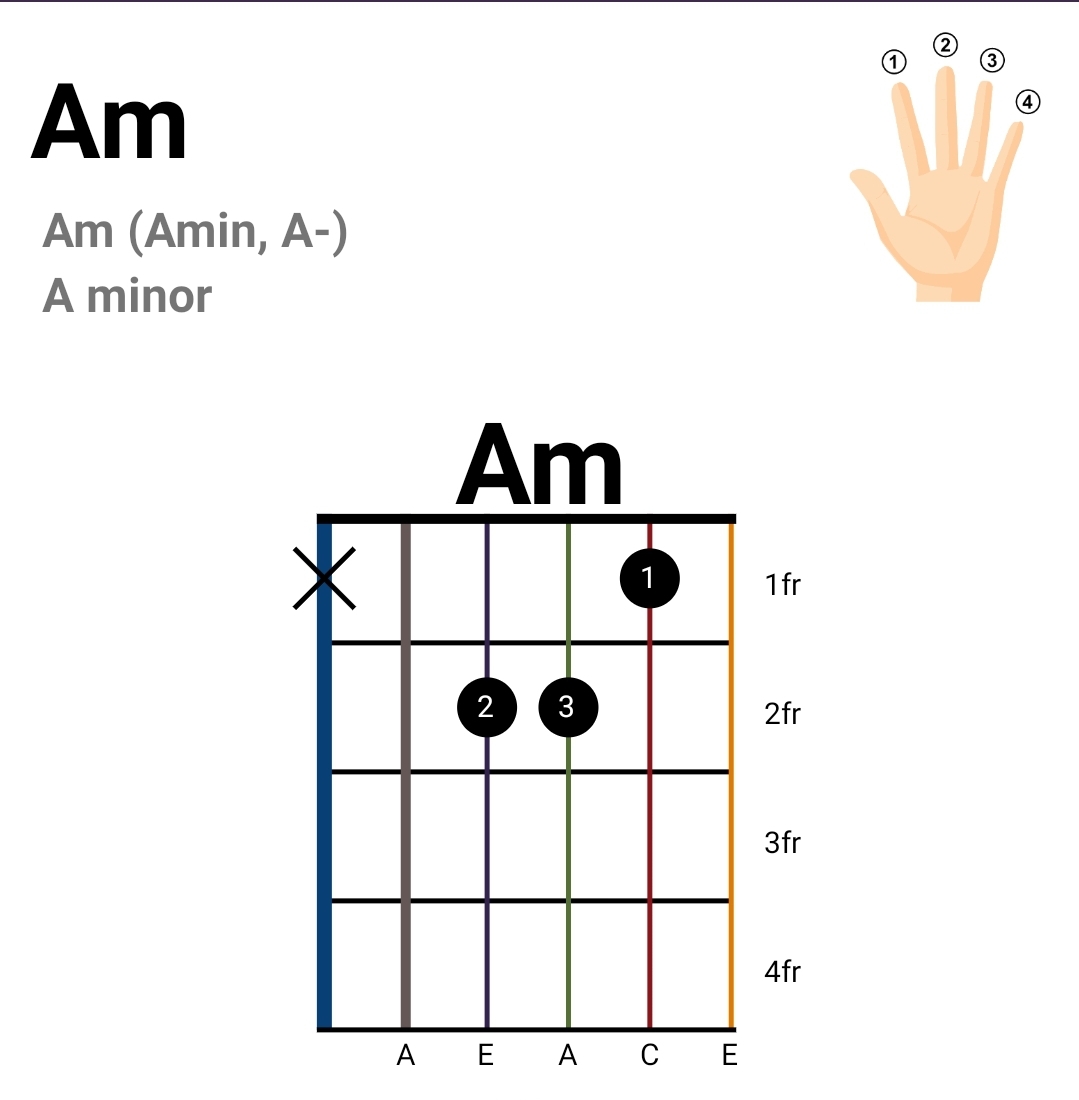 ①
②
③
④
Am
Am (Amin, A-)
A minor
Am
1 1fr
2 3 2fr
3fr
4fr
A E A C E